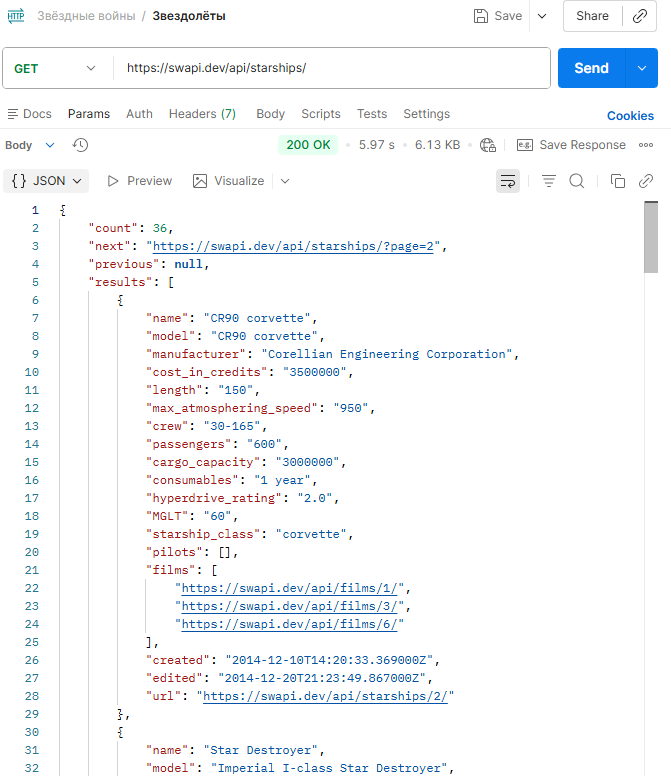 HTTP Звёздные войны / Звездолёты Save Share
GET https://swapi.dev/api/starships/ Send
Docs Params Auth Headers (7) Body Scripts Tests Settings Cookies
Body 200 OK • 5.97 s • 6.13 KB • e.g. Save Response
{} JSON Preview Visualize
1 {
2 "count": 36,
3 "next": "https://swapi.dev/api/starships/?page=2",
4 "previous": null,
5 "results": [
6 {
7 "name": "CR90 corvette",
8 "model": "CR90 corvette",
9 "manufacturer": "Corellian Engineering Corporation",
10 "cost_in_credits": "3500000",
11 "length": "150",
12 "max_atmosphering_speed": "950",
13 "crew": "30-165",
14 "passengers": "600",
15 "cargo_capacity": "3000000",
16 "consumables": "1 year",
17 "hyperdrive_rating": "2.0",
18 "MGLT": "60",
19 "starship_class": "corvette",
20 "pilots": [],
21 "films": [
22 "https://swapi.dev/api/films/1/",
23 "https://swapi.dev/api/films/3/",
24 "https://swapi.dev/api/films/6/"
25 ],
26 "created": "2014-12-10T14:20:33.369000Z",
27 "edited": "2014-12-20T21:23:49.867000Z",
28 "url": "https://swapi.dev/api/starships/2/"
29 },
30 {
31 "name": "Star Destroyer",
32 "model": "Imperial I-class Star Destroyer",